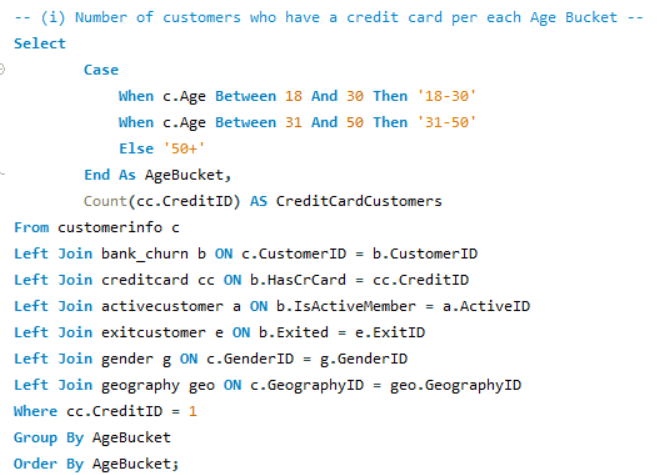 -- (i) Number of customers who have a credit card per each Age Bucket --
Select
Case
When c.Age Between 18 And 30 Then '18-30'
When c.Age Between 31 And 50 Then '31-50'
Else '50+'
End As AgeBucket,
Count(cc.CreditID) AS CreditCardCustomers
From customerinfo c
Left Join bank_churn b ON c.CustomerID = b.CustomerID
Left Join creditcard cc ON b.HasCrCard = cc.CreditID
Left Join activecustomer a ON b.IsActiveMember = a.ActiveID
Left Join exitcustomer e ON b.Exited = e.ExitID
Left Join gender g ON c.GenderID = g.GenderID
Left Join geography geo ON c.GeographyID = geo.GeographyID
Where cc.CreditID = 1
Group By AgeBucket
Order By AgeBucket;